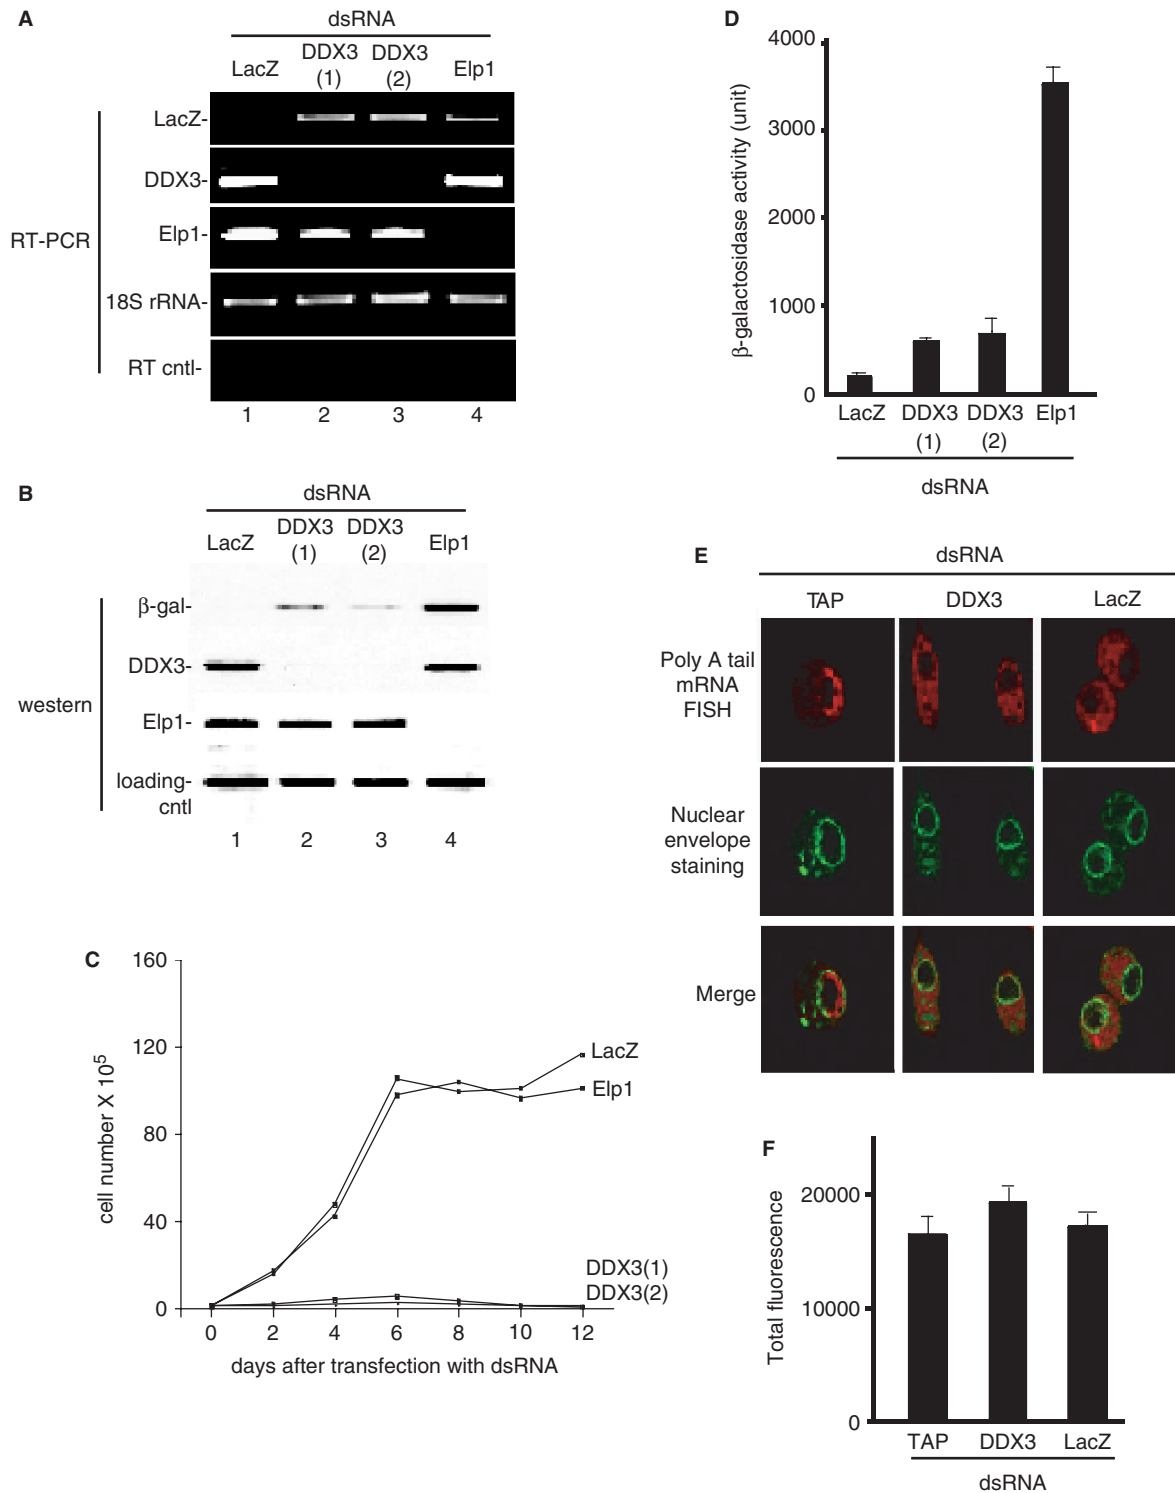 A
dsRNA
LacZ
DDX3
(1)
DDX3
(2)
Elp1
RT-PCR
LacZ-
DDX3-
Elp1-
18S rRNA-
RT cntl-
1 2 3 4
B
dsRNA
LacZ
DDX3
(1)
DDX3
(2)
Elp1
western
β-gal-
DDX3-
Elp1-
loading-
cntl
1 2 3 4
C
cell number X 10⁵
160
120
80
40
0
LacZ
Elp1
DDX3(1)
DDX3(2)
0 2 4 6 8 10 12
days after transfection with dsRNA
D
β-galactosidase activity (unit)
4000
3000
2000
1000
0
LacZ
DDX3
(1)
DDX3
(2)
Elp1
dsRNA
E
dsRNA
TAP DDX3 LacZ
Poly A tail
mRNA
FISH
Nuclear
envelope
staining
Merge
F
Total fluorescence
20000
10000
0
TAP DDX3 LacZ
dsRNA